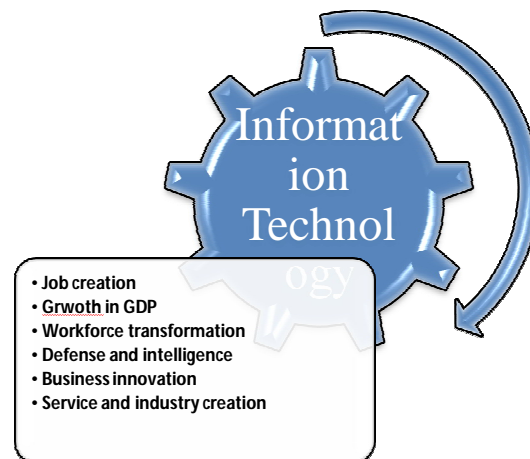 Informat
ion
Technol
ogy
• Job creation
• Grwoth in GDP
• Workforce transformation
• Defense and intelligence
• Business innovation
• Service and industry creation